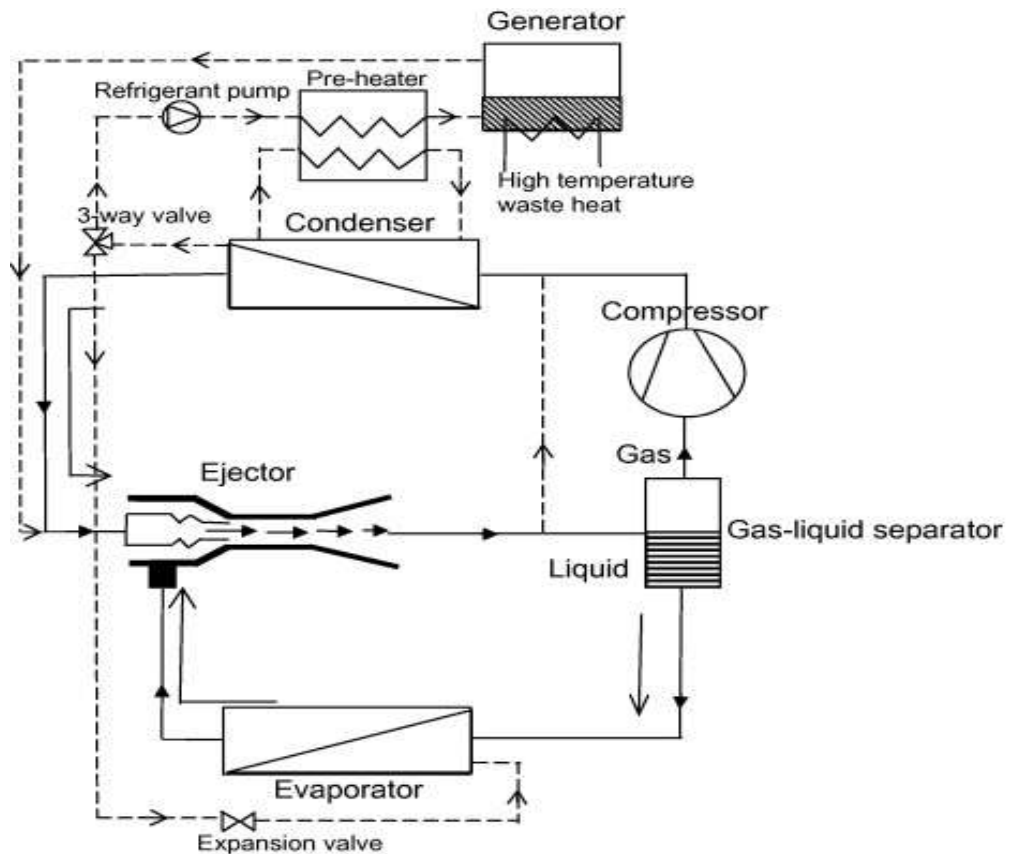 Generator
Pre-heater
Refrigerant pump
High temperature
waste heat
3-way valve
Condenser
Compressor
Gas
Ejector
Gas-liquid separator
Liquid
Evaporator
Expansion valve